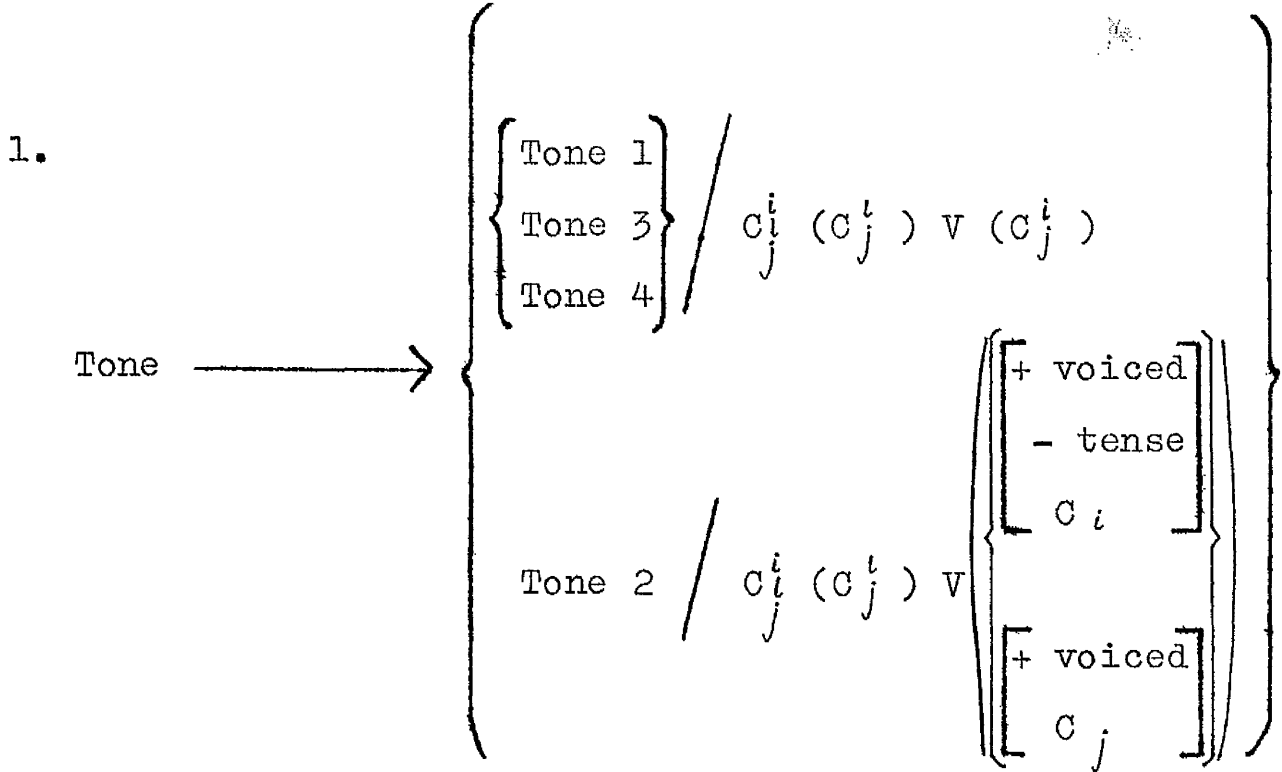 1.
Tone 1
Tone 3 / C i i j (C i j) V (C i j)
Tone 4
Tone ⟶
+ voiced
- tense
C i
Tone 2 / C i i j (C i j) V
+ voiced
C j